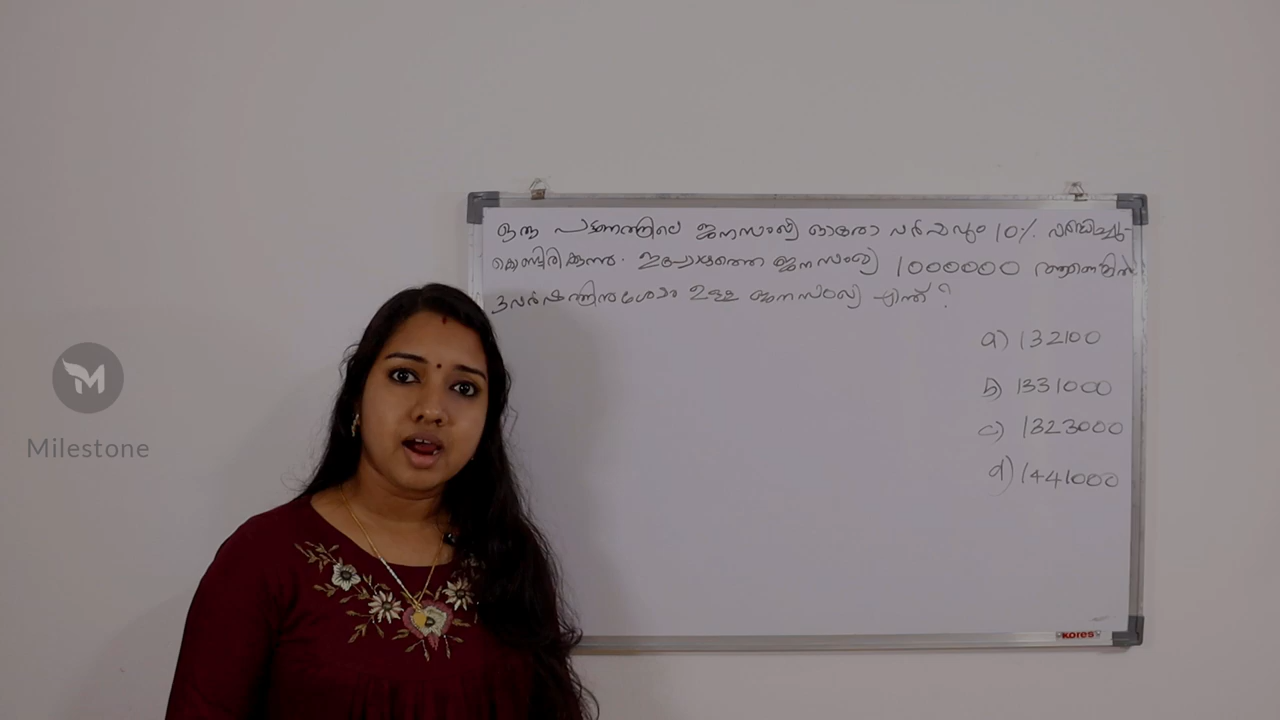 ഒരു പട്ടണത്തിലെ ജനസംഖ്യ ഓരോ വർഷവും 10% വർദ്ധിച്ചു-
കൊണ്ടിരിക്കുന്നു. ഇപ്പോഴത്തെ ജനസംഖ്യ 1000000 ആണെങ്കിൽ
3 വർഷത്തിനുശേഷം ഉള്ള ജനസംഖ്യ എന്ത് ?
a) 132100
b) 1331000
c) 1323000
d) 1441000
Milestone
KORES